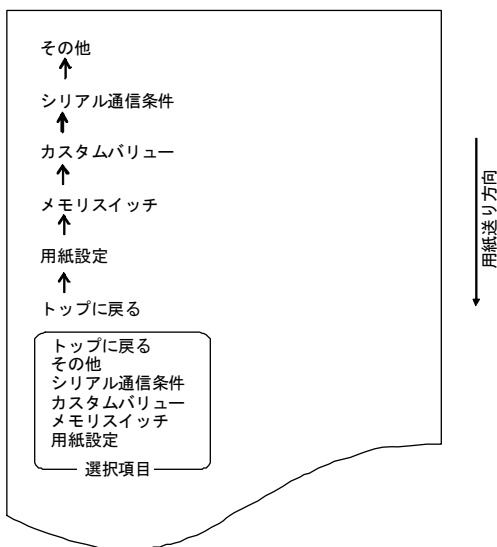 その他
シリアル通信条件
カスタムバリュー
メモリスイッチ
用紙設定
トップに戻る
トップに戻る
その他
シリアル通信条件
カスタムバリュー
メモリスイッチ
用紙設定
選択項目
用紙送り方向